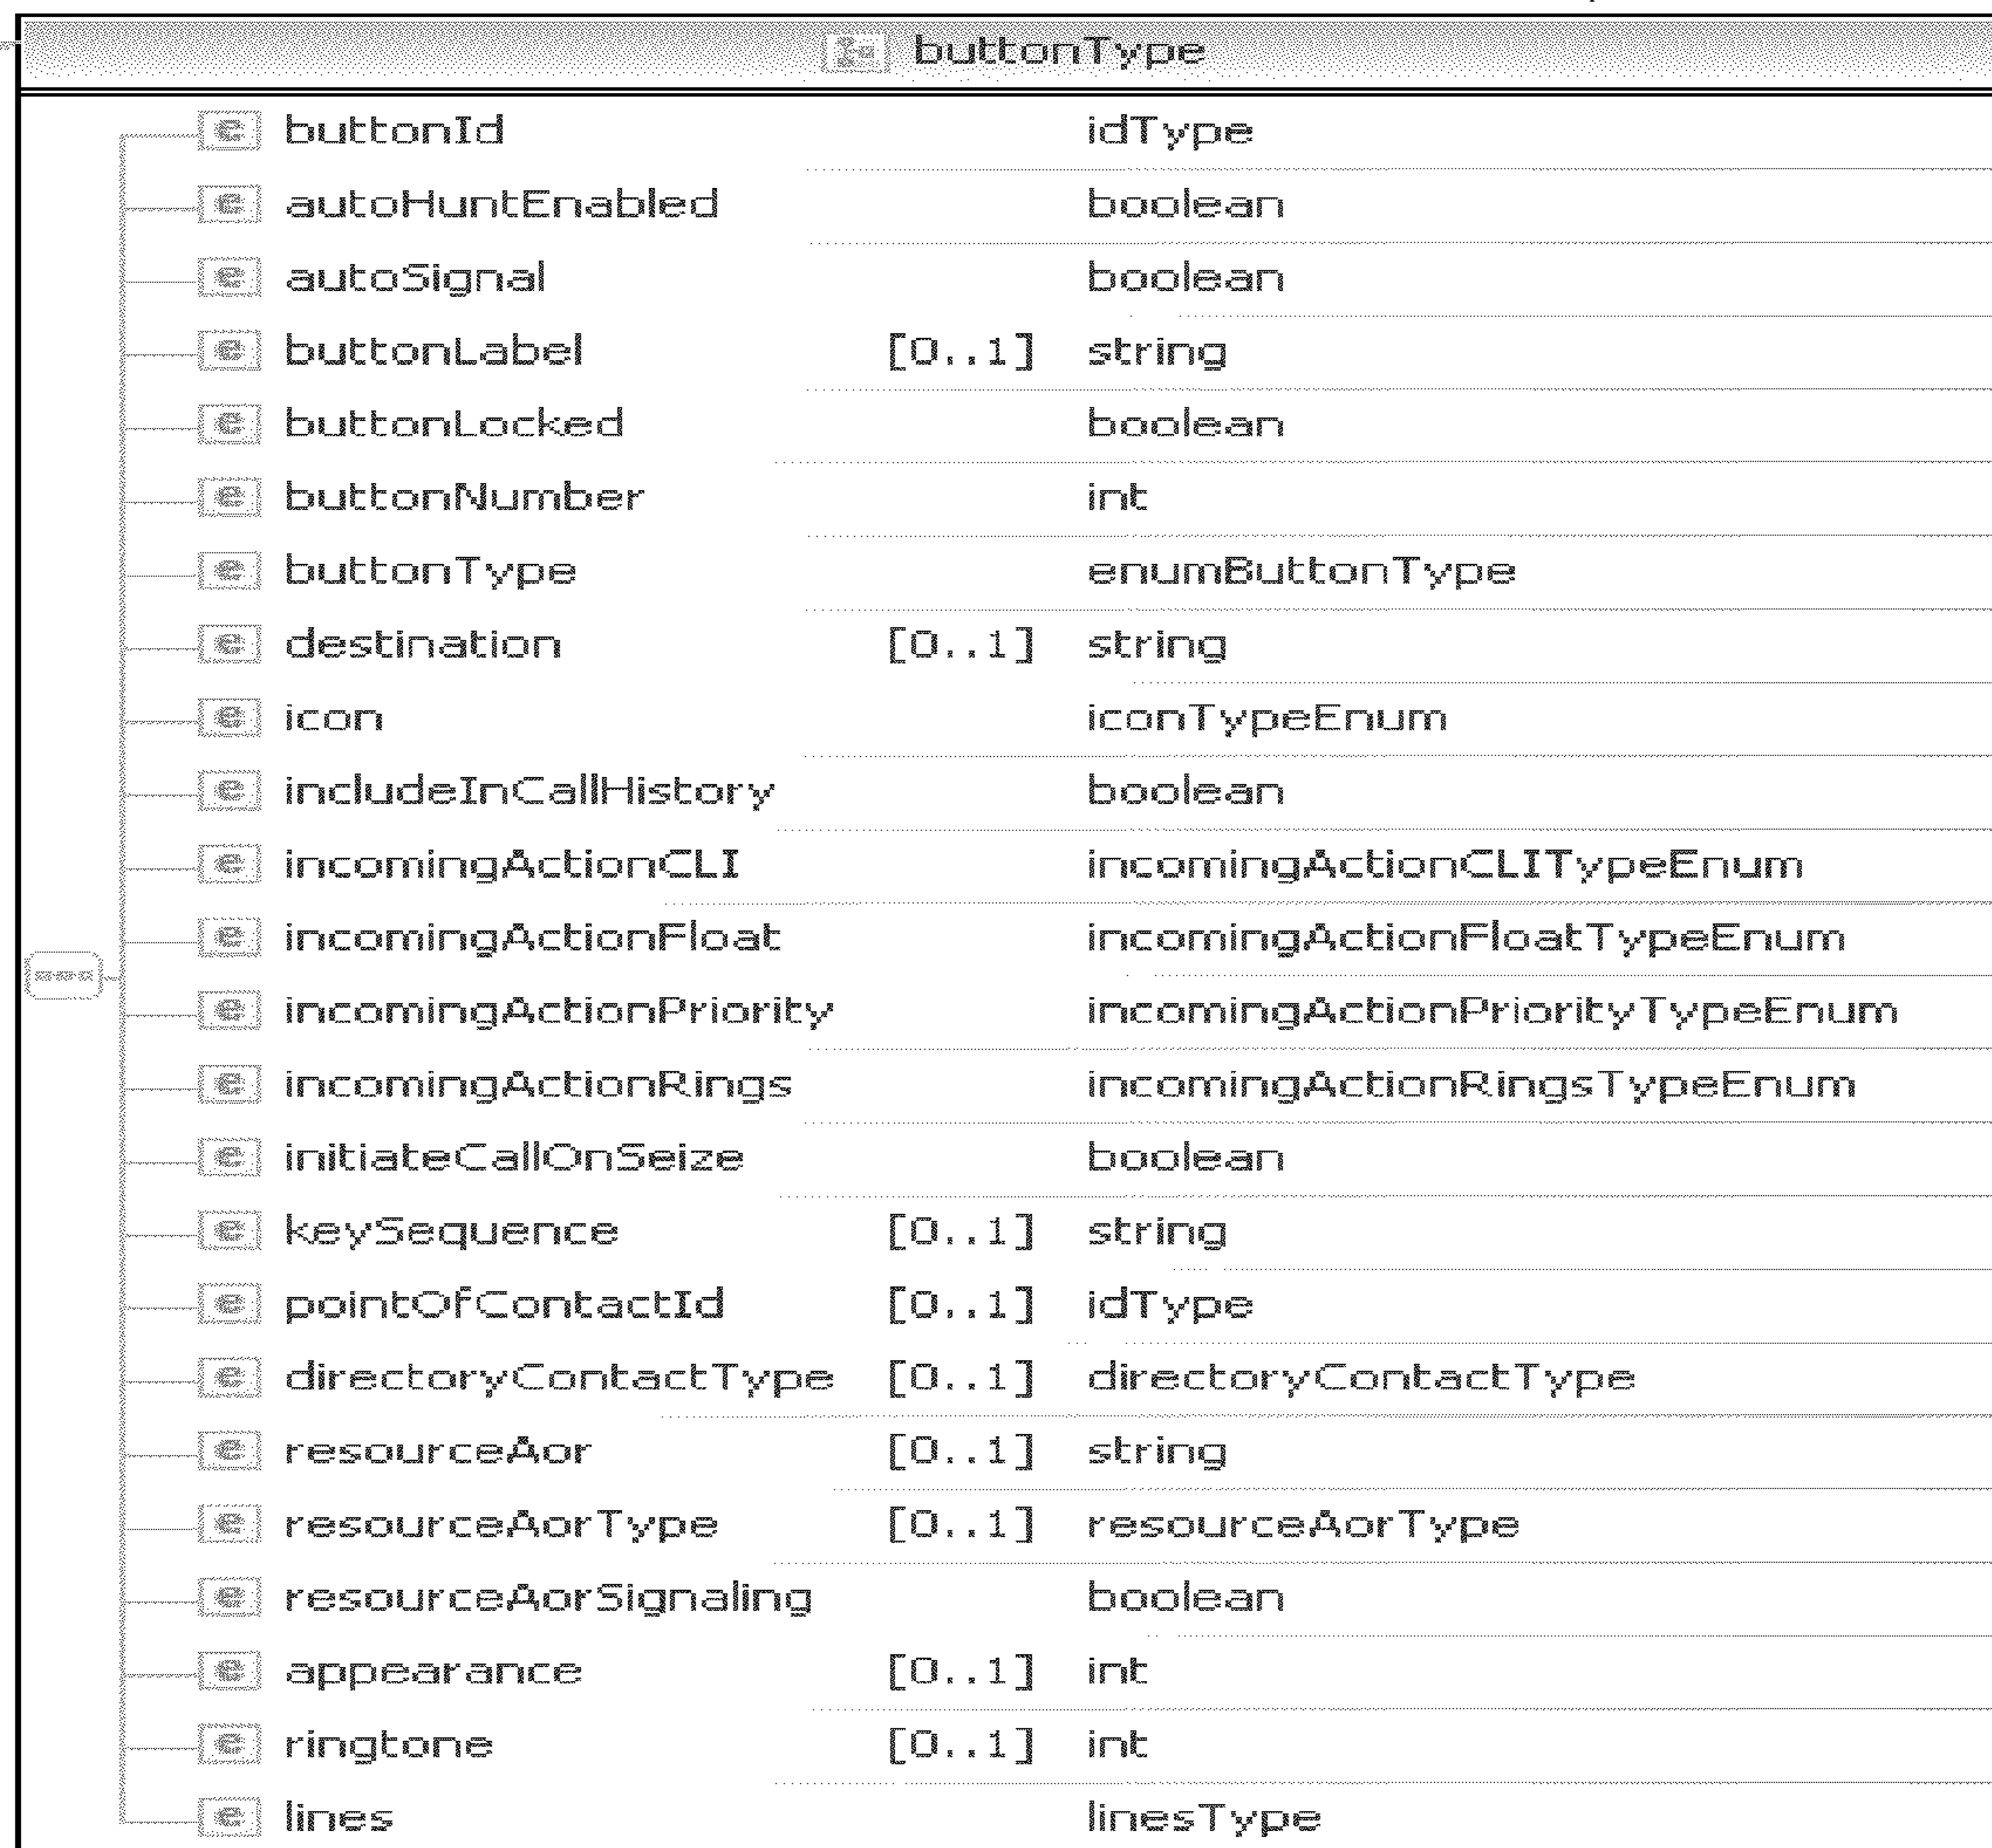 buttonType
e buttonId idType
e autoHuntEnabled boolean
e autoSignal boolean
e buttonLabel [0..1] string
e buttonLocked boolean
e buttonNumber int
e buttonType enumButtonType
e destination [0..1] string
e icon iconTypeEnum
e includeInCallHistory boolean
e incomingActionCLI incomingActionCLITypeEnum
e incomingActionFloat incomingActionFloatTypeEnum
e incomingActionPriority incomingActionPriorityTypeEnum
e incomingActionRings incomingActionRingsTypeEnum
e initiateCallOnSeize boolean
e keySequence [0..1] string
e pointOfContactId [0..1] idType
e directoryContactType [0..1] directoryContactType
e resourceAor [0..1] string
e resourceAorType [0..1] resourceAorType
e resourceAorSignaling boolean
e appearance [0..1] int
e ringtone [0..1] int
e lines linesType